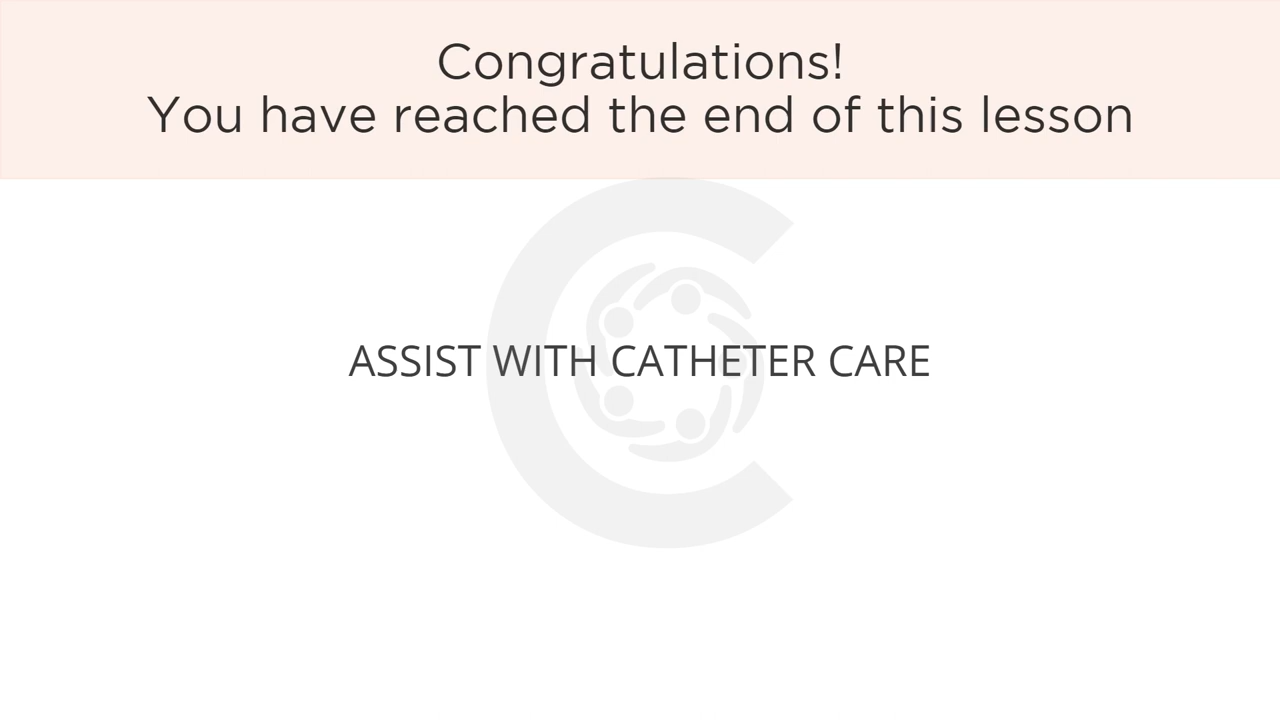 Congratulations!
You have reached the end of this lesson
ASSIST WITH CATHETER CARE